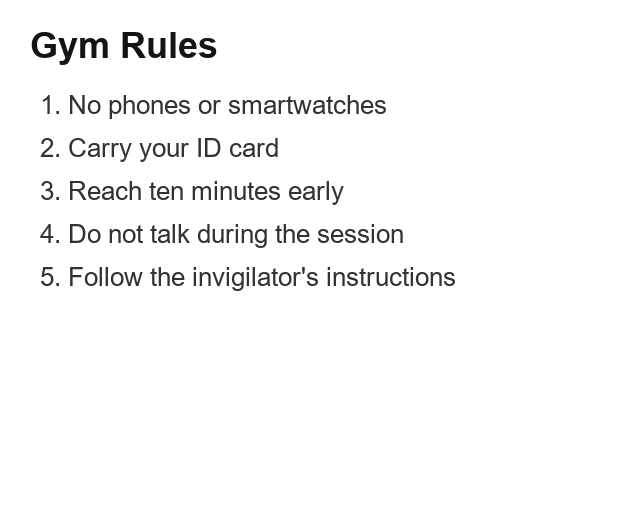 Gym Rules
1. No phones or smartwatches
2. Carry your ID card
3. Reach ten minutes early
4. Do not talk during the session
5. Follow the invigilator's instructions